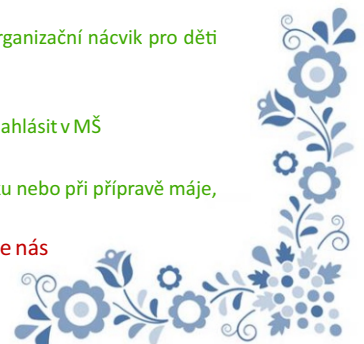 rganizační nácvik pro děti
ahlásit v MŠ
u nebo při přípravě máje,
e nás